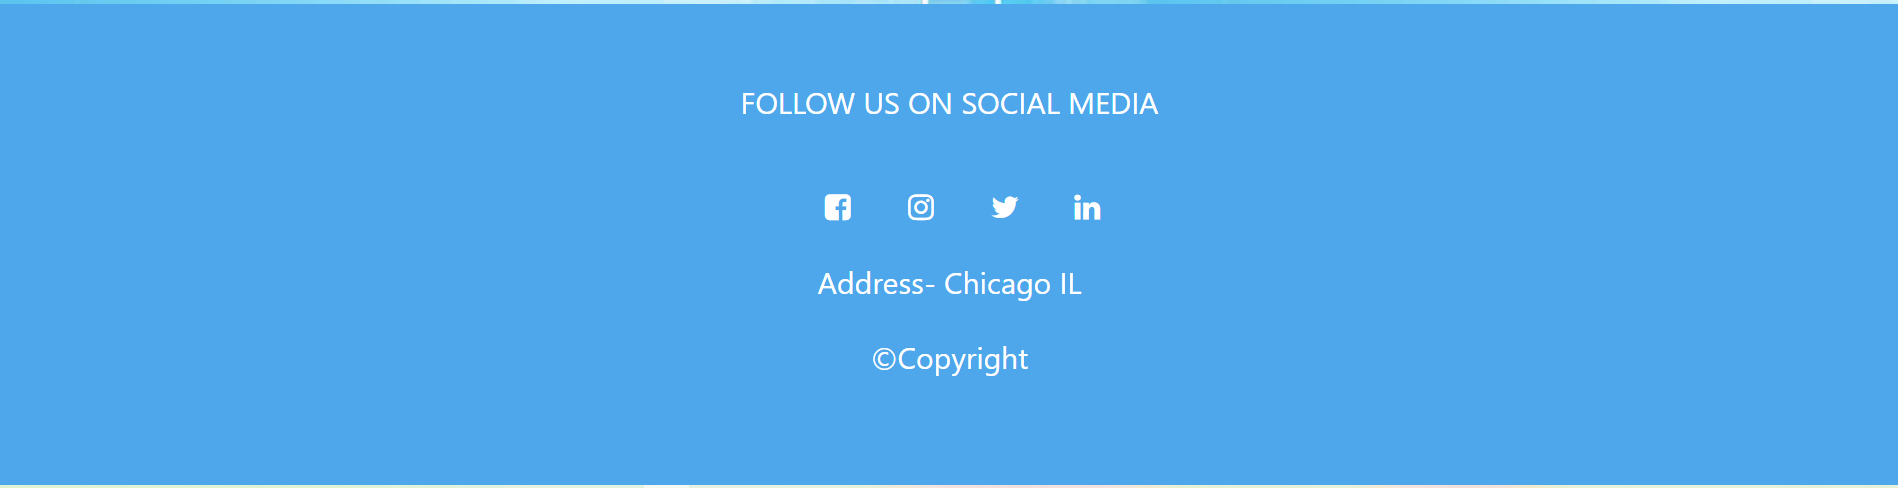 FOLLOW US ON SOCIAL MEDIA
Address- Chicago IL
©Copyright